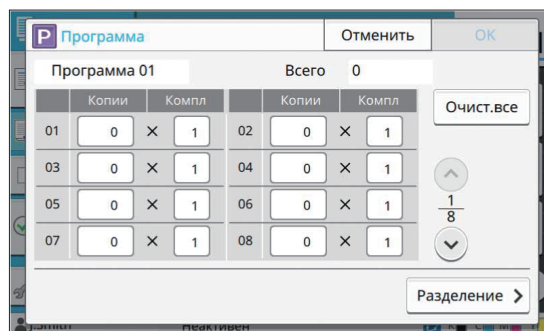 P Программа Отменить OK
Программа 01 Всего 0
Копии Компл Копии Компл Очист.все
01 0 × 1 02 0 × 1
03 0 × 1 04 0 × 1
05 0 × 1 06 0 × 1
1
8
07 0 × 1 08 0 × 1
Разделение
J.Smith Неактивен